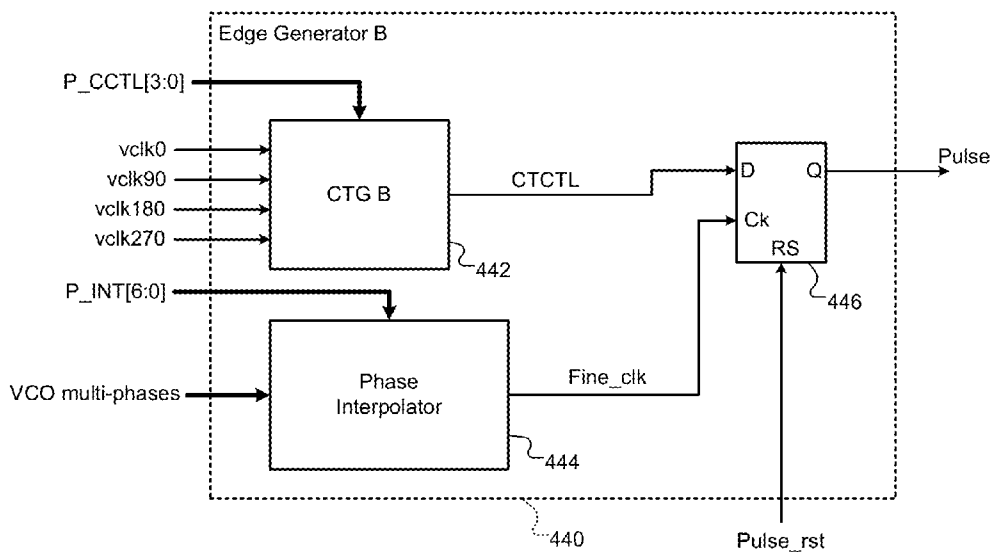 Edge Generator B
P_CCTL[3:0]
vclk0
vclk90
vclk180
vclk270
CTG B
CTCTL
D
Q
Pulse
Ck
RS
442
446
P_INT[6:0]
VCO multi-phases
Phase
Interpolator
Fine_clk
444
440
Pulse_rst